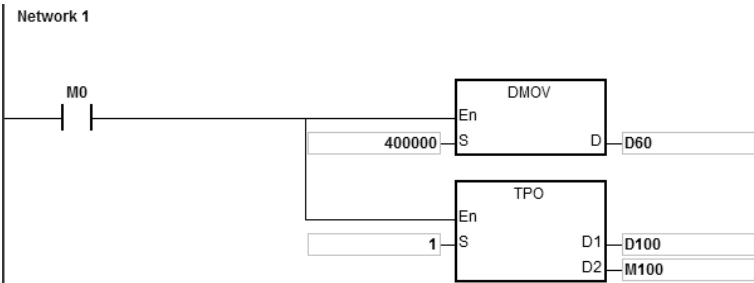 Network 1
M0
DMOV
En
400000 S D D60
TPO
En
1 S D1 D100
D2 M100